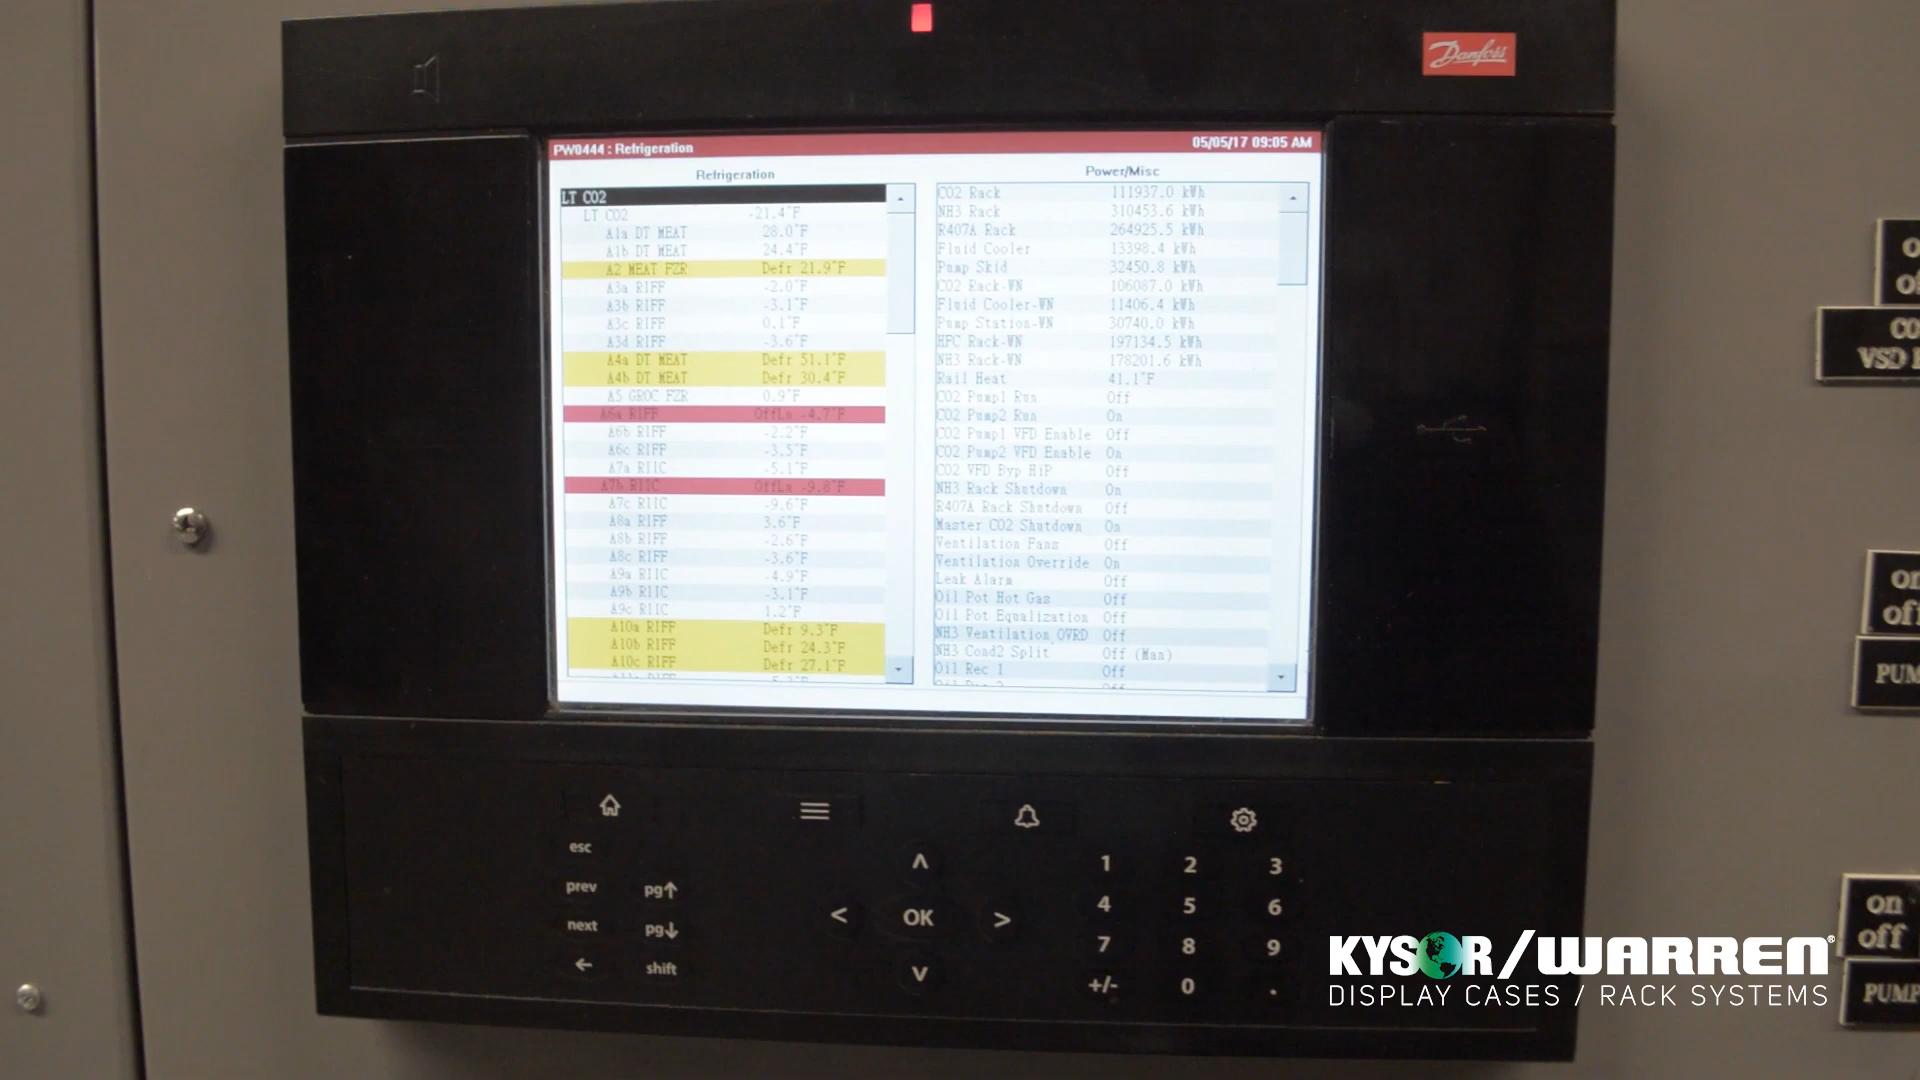 Danfoss
PW0444 : Refrigeration
05/05/17 09:05 AM
Refrigeration
LT CO2
LT CO2 -21.4°F
A1a DT MEAT 28.0°F
A1b DT MEAT 24.4°F
A2 MEAT FZR Defr 21.9°F
A3a RIFF -2.0°F
A3b RIFF -3.1°F
A3c RIFF 0.1°F
A3d RIFF -3.6°F
A4a DT MEAT Defr 51.1°F
A4b DT MEAT Defr 30.4°F
A5 GROC FZR 0.9°F
A6a RIFF OffLn -4.7°F
A6b RIFF -2.2°F
A6c RIFF -3.5°F
A7a RIIC -5.1°F
A7b RIIC OffLn -9.8°F
A7c RIIC -9.6°F
A8a RIFF 3.6°F
A8b RIFF -2.6°F
A8c RIFF -3.6°F
A9a RIIC -4.9°F
A9b RIIC -3.1°F
A9c RIIC 1.2°F
A10a RIFF Defr 9.3°F
A10b RIFF Defr 24.3°F
A10c RIFF Defr 27.1°F
Power/Misc
CO2 Rack 111937.0 kWh
NH3 Rack 310453.6 kWh
R407A Rack 264925.5 kWh
Fluid Cooler 13398.4 kWh
Pump Skid 32450.8 kWh
CO2 Rack-WN 106087.0 kWh
Fluid Cooler-WN 11406.4 kWh
Pump Station-WN 30740.0 kWh
HFC Rack-WN 197134.5 kWh
NH3 Rack-WN 178201.6 kWh
Rail Heat 41.1°F
CO2 Pump1 Run Off
CO2 Pump2 Run On
CO2 Pump1 VFD Enable Off
CO2 Pump2 VFD Enable On
CO2 VFD Byp HiP Off
NH3 Rack Shutdown On
R407A Rack Shutdown Off
Master CO2 Shutdown On
Ventilation Fans Off
Ventilation Override On
Leak Alarm Off
Oil Pot Hot Gas Off
Oil Pot Equalization Off
NH3 Ventilation OVRD Off
NH3 Cond2 Split Off (Man)
Oil Rec 1 Off
esc
prev pg↑
next pg↓
← shift
< OK >
1 2 3
4 5 6
7 8 9
+/- 0 .
VSD
on
off
PUM
on
off
PUMP
KYSOR/WARREN®
DISPLAY CASES / RACK SYSTEMS